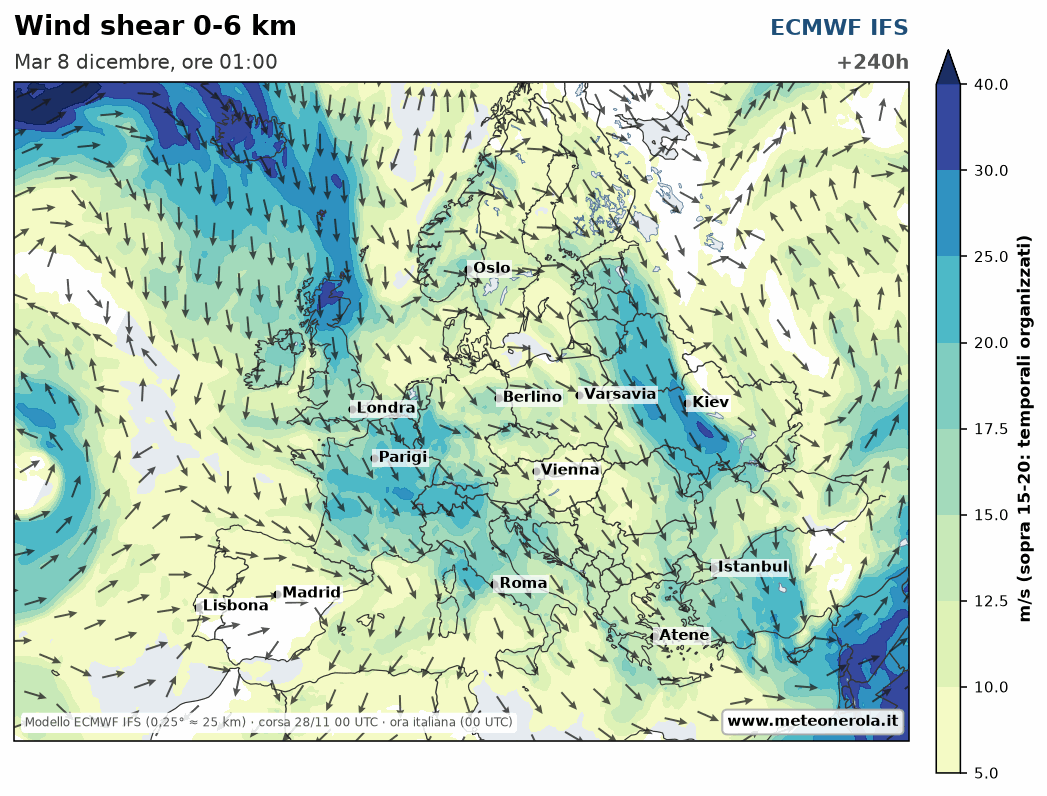 Wind shear 0-6 km
ECMWF IFS
Mar 8 dicembre, ore 01:00
+240h
40.0
30.0
25.0
20.0
17.5
15.0
12.5
10.0
5.0
m/s (sopra 15-20: temporali organizzati)
Oslo
Berlino
Varsavia
Kiev
Londra
Parigi
Vienna
Istanbul
Roma
Madrid
Lisbona
Atene
Modello ECMWF IFS (0,25° ≈ 25 km) · corsa 28/11 00 UTC · ora italiana (00 UTC)
www.meteonerola.it